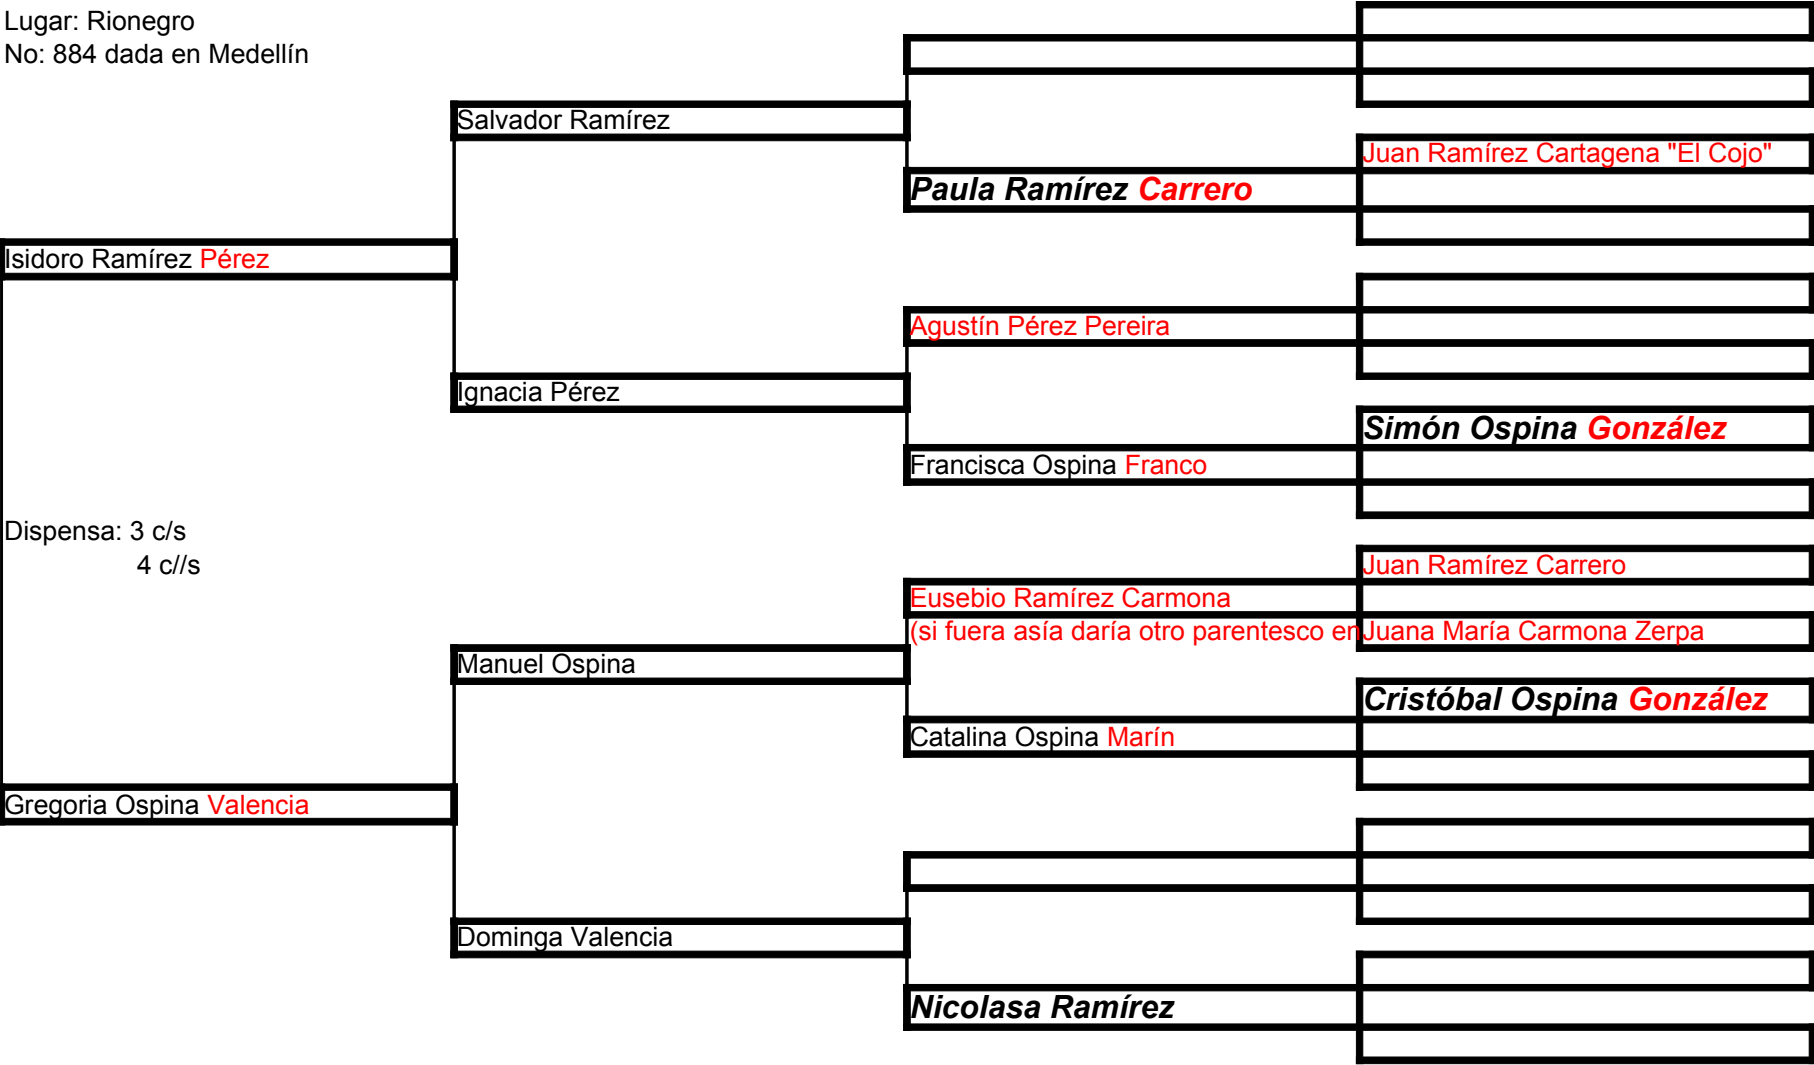 Lugar: Rionegro
No: 884 dada en Medellín
Salvador Ramírez
Juan Ramírez Cartagena "El Cojo"
Paula Ramírez Carrero
Isidoro Ramírez Pérez
Agustín Pérez Pereira
Ignacia Pérez
Simón Ospina González
Francisca Ospina Franco
Dispensa: 3 c/s
4 c//s
Juan Ramírez Carrero
Eusebio Ramírez Carmona
(si fuera asía daría otro parentesco en
Juana María Carmona Zerpa
Manuel Ospina
Cristóbal Ospina González
Catalina Ospina Marín
Gregoria Ospina Valencia
Dominga Valencia
Nicolasa Ramírez